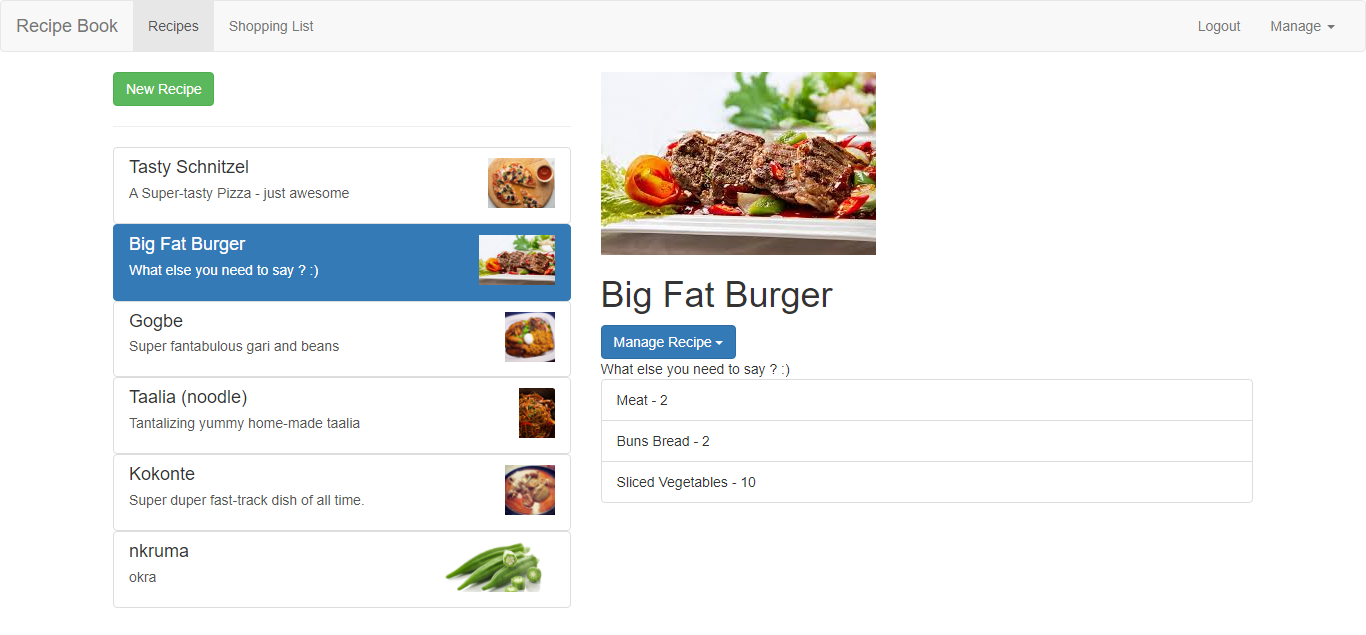 Recipe Book Recipes Shopping List Logout Manage
New Recipe
Tasty Schnitzel
A Super-tasty Pizza - just awesome
Big Fat Burger
What else you need to say ? :)
Gogbe
Super fantabulous gari and beans
Taalia (noodle)
Tantalizing yummy home-made taalia
Kokonte
Super duper fast-track dish of all time.
nkruma
okra
Big Fat Burger
Manage Recipe
What else you need to say ? :)
Meat - 2
Buns Bread - 2
Sliced Vegetables - 10